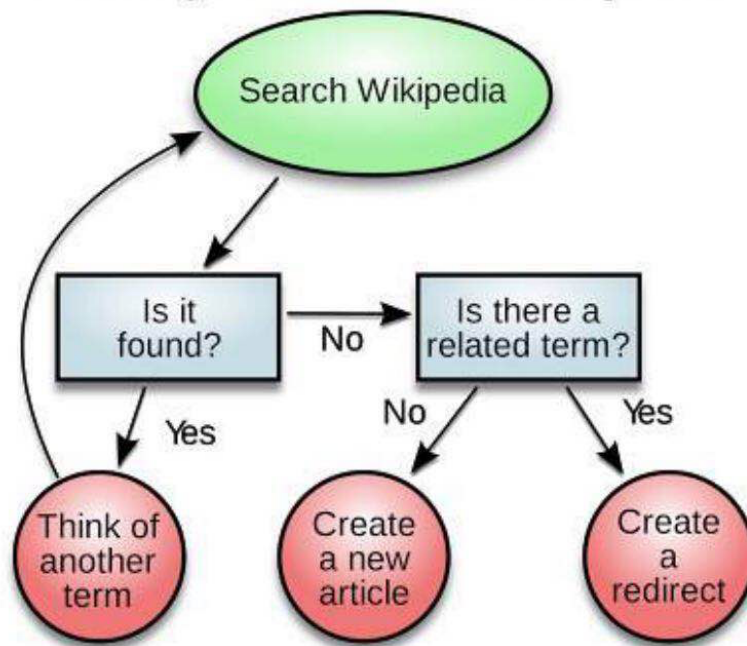 Search Wikipedia
Is it
found?
No
Is there a
related term?
Yes
No
Yes
Think of
another
term
Create
a new
article
Create
a
redirect